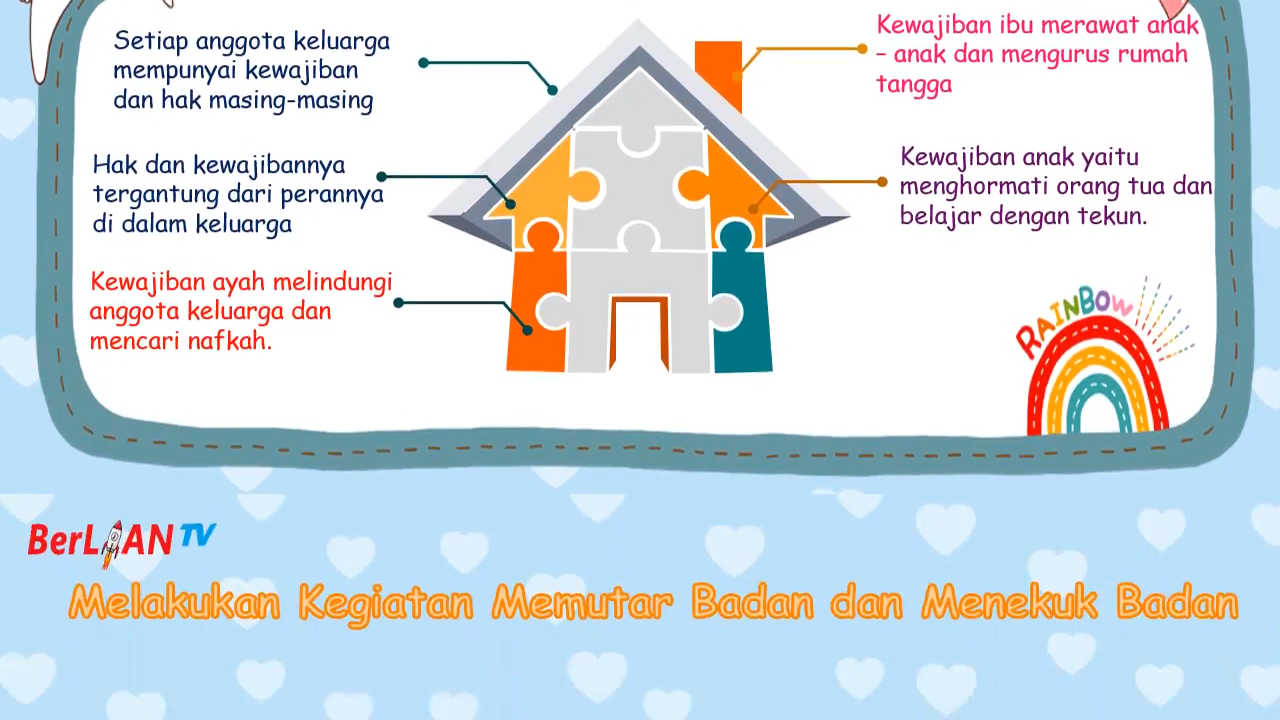 Setiap anggota keluarga
mempunyai kewajiban
dan hak masing-masing
Hak dan kewajibannya
tergantung dari perannya
di dalam keluarga
Kewajiban ayah melindungi
anggota keluarga dan
mencari nafkah.
Kewajiban ibu merawat anak
– anak dan mengurus rumah
tangga
Kewajiban anak yaitu
menghormati orang tua dan
belajar dengan tekun.
RAINBOW
BerLIAN TV
Melakukan Kegiatan Memutar Badan dan Menekuk Badan